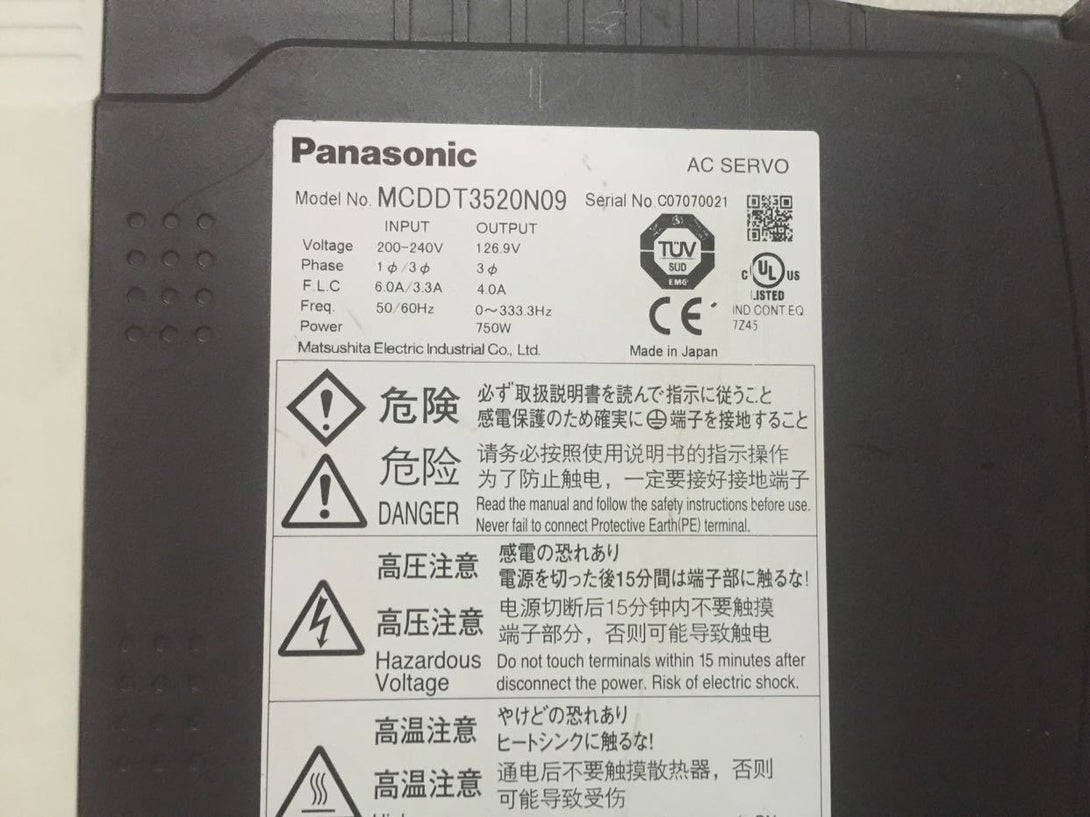 Panasonic
AC SERVO
Model No. MCDDT3520N09 Serial No. C07070021
INPUT OUTPUT
Voltage 200-240V 126.9V
Phase 1ϕ/3ϕ 3ϕ
F.L.C 6.0A/3.3A 4.0A
Freq. 50/60Hz 0～333.3Hz
Power 750W
Matsushita Electric Industrial Co., Ltd.
TÜV
SÜD
EMC
C UL US
LISTED
IND CONT.EQ
7Z45
CE
Made in Japan
危険
必ず取扱説明書を読んで指示に従うこと
感電保護のため確実に端子を接地すること
危险
请务必按照使用说明书的指示操作
为了防止触电，一定要接好接地端子
DANGER
Read the manual and follow the safety instructions before use.
Never fail to connect Protective Earth(PE) terminal.
高圧注意
感電の恐れあり
電源を切った後15分間は端子部に触るな!
高压注意
电源切断后15分钟内不要触摸
端子部分，否则可能导致触电
Hazardous
Voltage
Do not touch terminals within 15 minutes after
disconnect the power. Risk of electric shock.
高温注意
やけどの恐れあり
ヒートシンクに触るな!
高温注意
通电后不要触摸散热器，否则
可能导致受伤